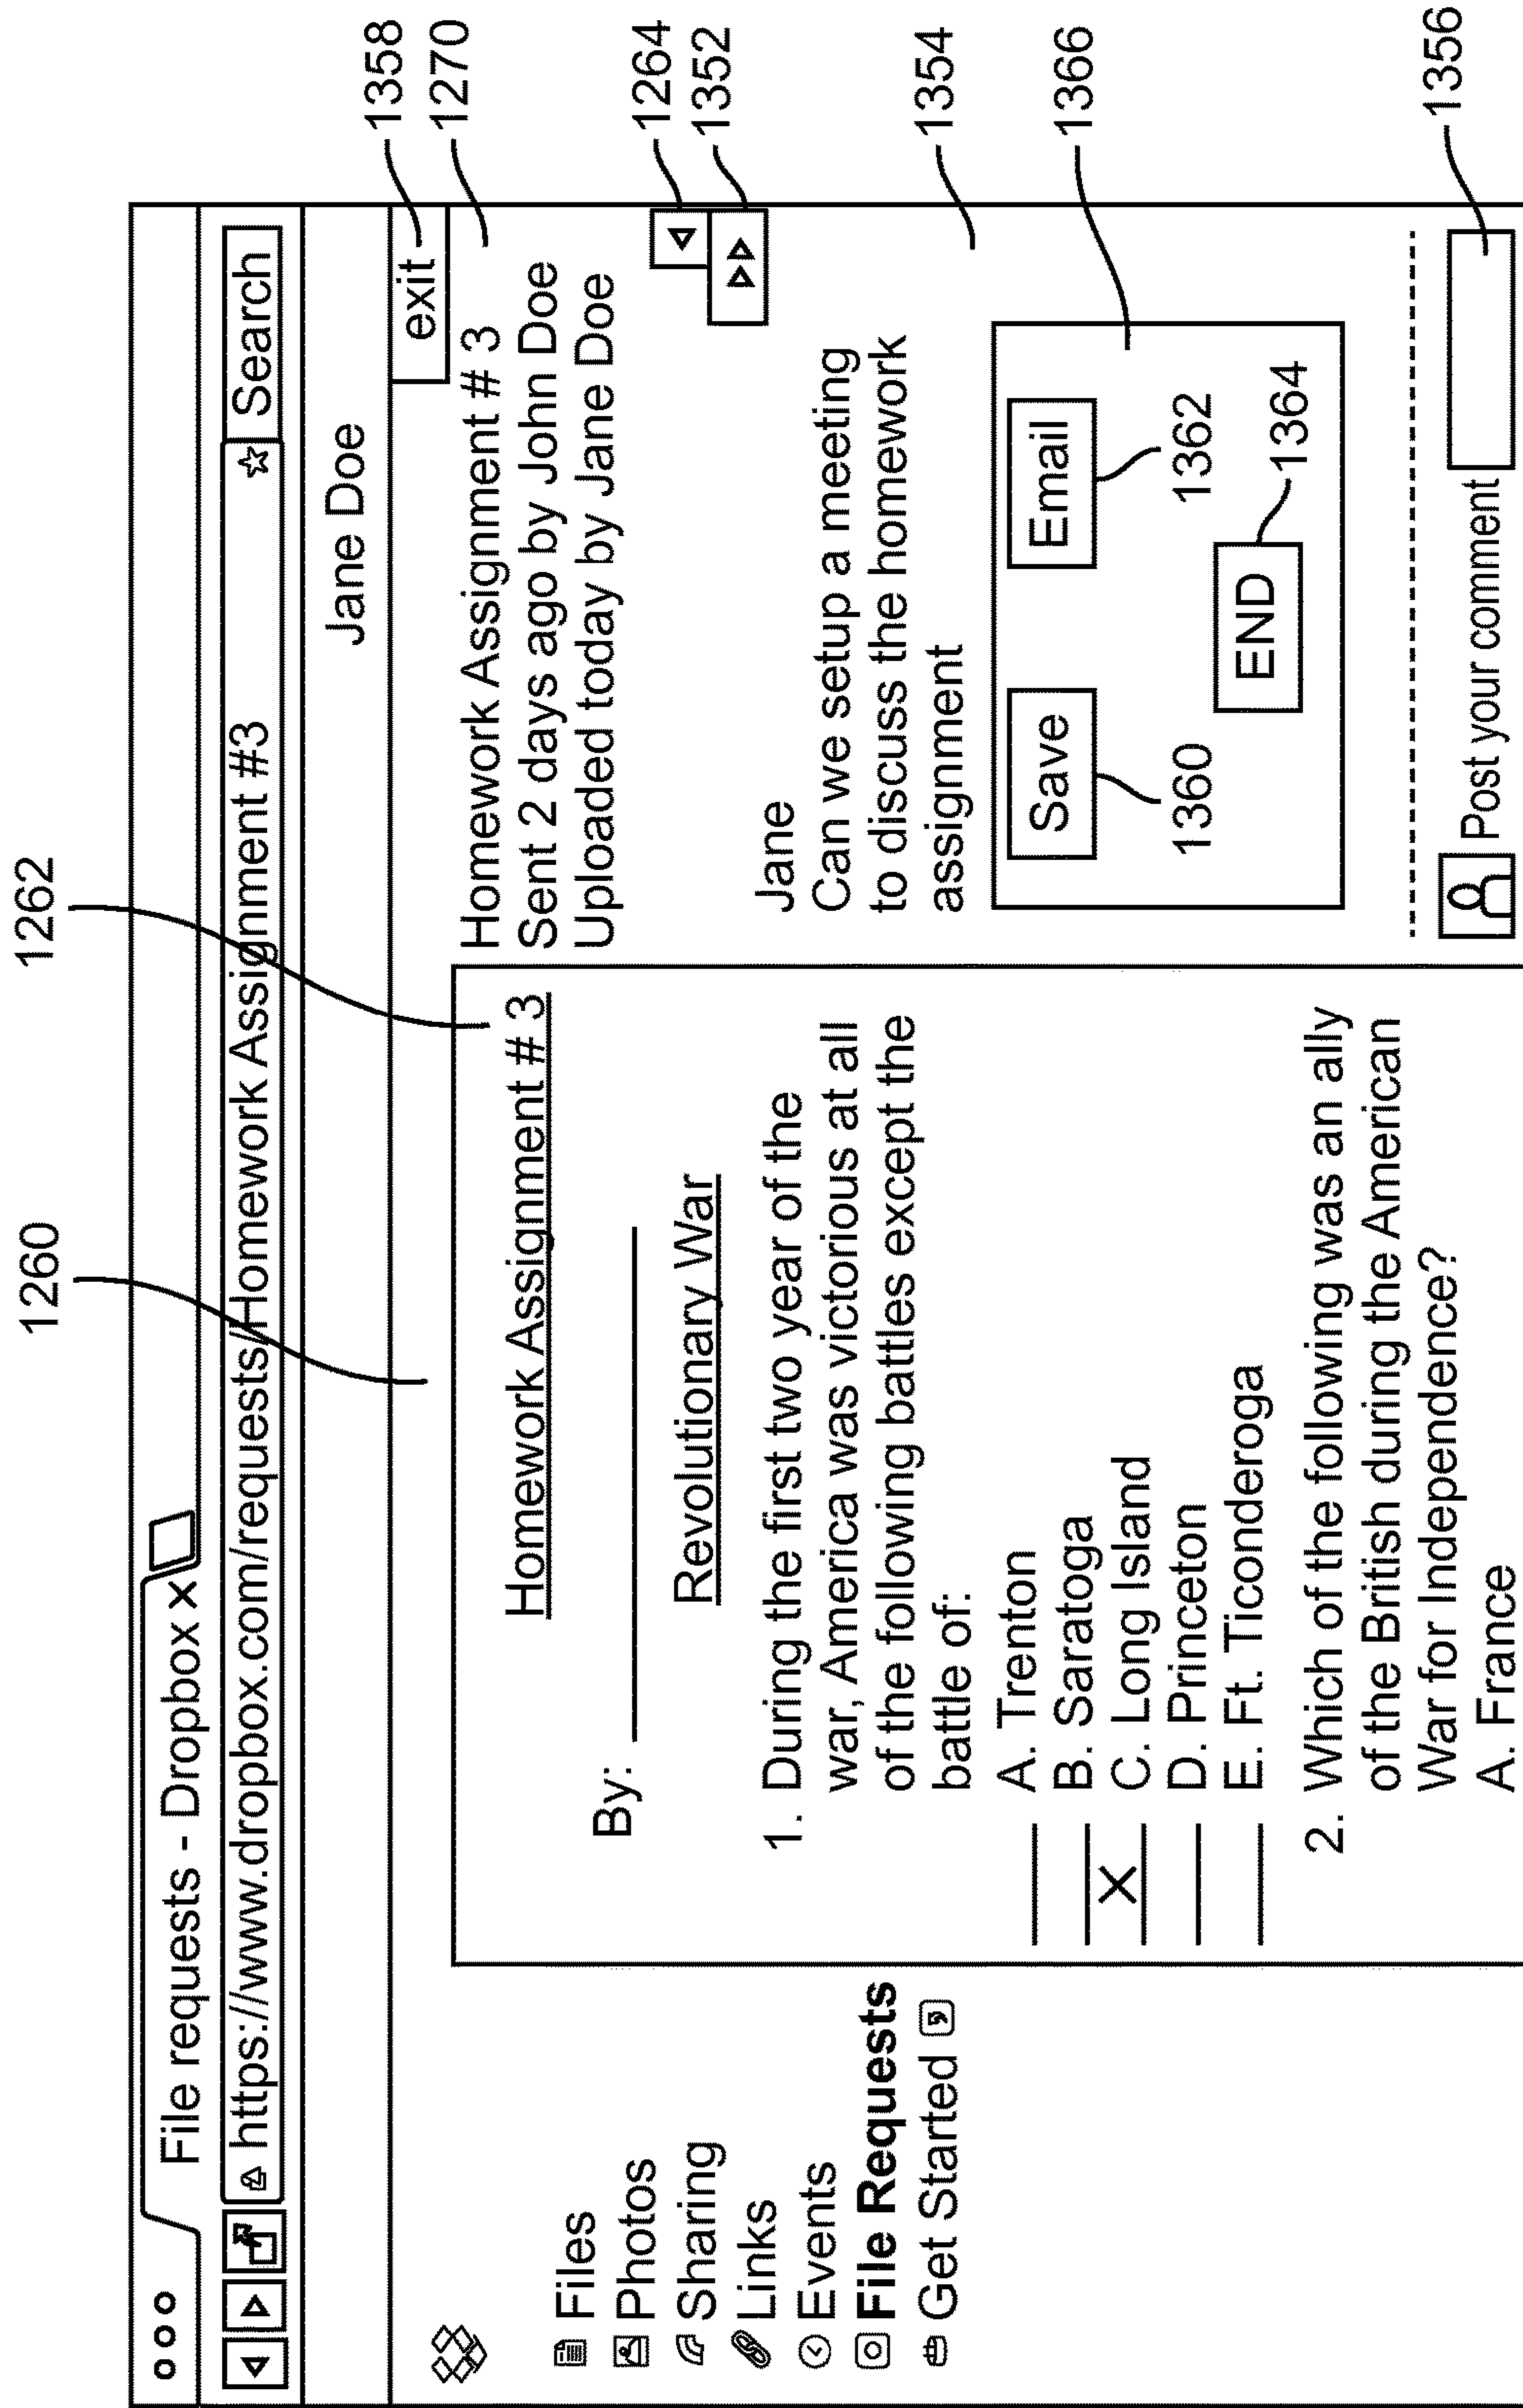 1260
1262
File requests - Dropbox ×
https://www.dropbox.com/requests/Homework Assignment #3
Search
Jane Doe
exit
1358
1270
Files
Photos
Sharing
Links
Events
File Requests
Get Started
Homework Assignment # 3
By:
Revolutionary War
1. During the first two year of the
war, America was victorious at all
of the following battles except the
battle of:
A. Trenton
B. Saratoga
X C. Long Island
D. Princeton
E. Ft. Ticonderoga
2. Which of the following was an ally
of the British during the American
War for Independence?
A. France
Homework Assignment # 3
Sent 2 days ago by John Doe
Uploaded today by Jane Doe
1264
1352
Jane
Can we setup a meeting
to discuss the homework
assignment
1354
Save
Email
1366
1360
1362
END
1364
Post your comment
1356